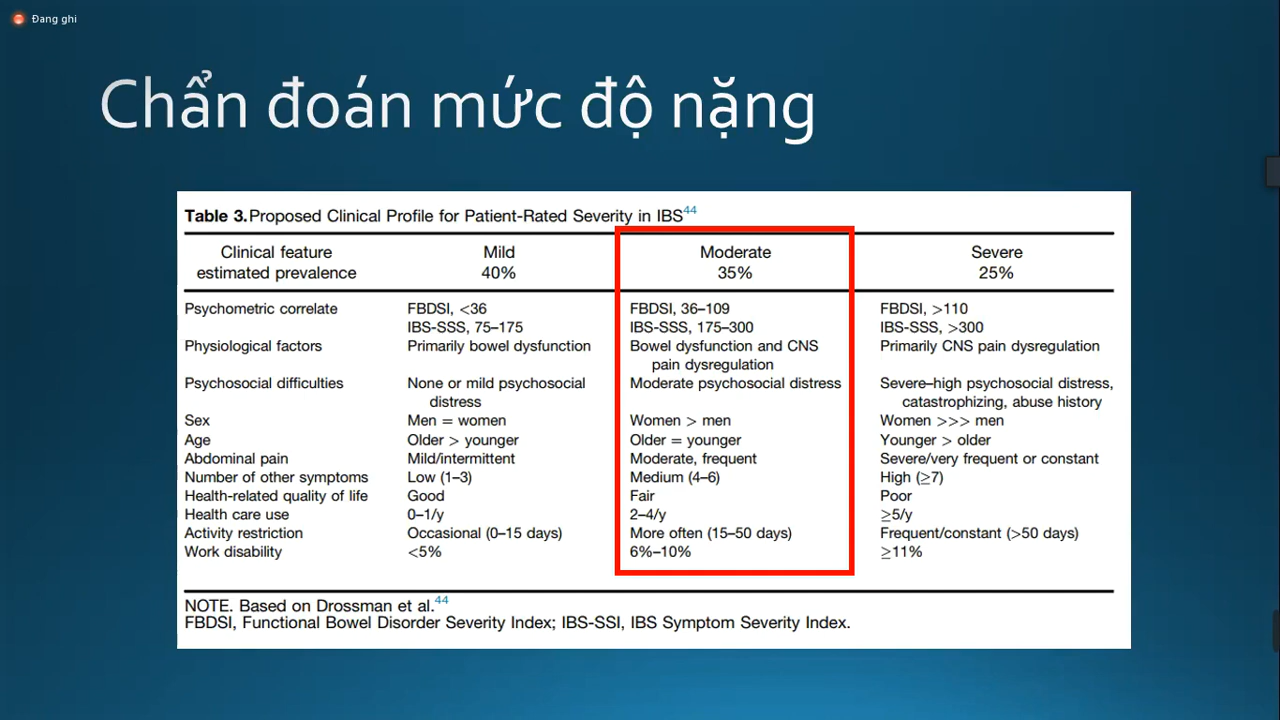 Đang ghi
Chẩn đoán mức độ nặng
Table 3. Proposed Clinical Profile for Patient-Rated Severity in IBS44
Clinical feature estimated prevalence Mild 40% Moderate 35% Severe 25%
Psychometric correlate FBDSI, <36 FBDSI, 36–109 FBDSI, >110
IBS-SSS, 75–175 IBS-SSS, 175–300 IBS-SSS, >300
Physiological factors Primarily bowel dysfunction Bowel dysfunction and CNS Primarily CNS pain dysregulation
pain dysregulation
Psychosocial difficulties None or mild psychosocial Moderate psychosocial distress Severe–high psychosocial distress,
distress catastrophizing, abuse history
Sex Men = women Women > men Women >>> men
Age Older > younger Older = younger Younger > older
Abdominal pain Mild/intermittent Moderate, frequent Severe/very frequent or constant
Number of other symptoms Low (1–3) Medium (4–6) High (≥7)
Health-related quality of life Good Fair Poor
Health care use 0–1/y 2–4/y ≥5/y
Activity restriction Occasional (0–15 days) More often (15–50 days) Frequent/constant (>50 days)
Work disability <5% 6%–10% ≥11%
NOTE. Based on Drossman et al.44
FBDSI, Functional Bowel Disorder Severity Index; IBS-SSI, IBS Symptom Severity Index.